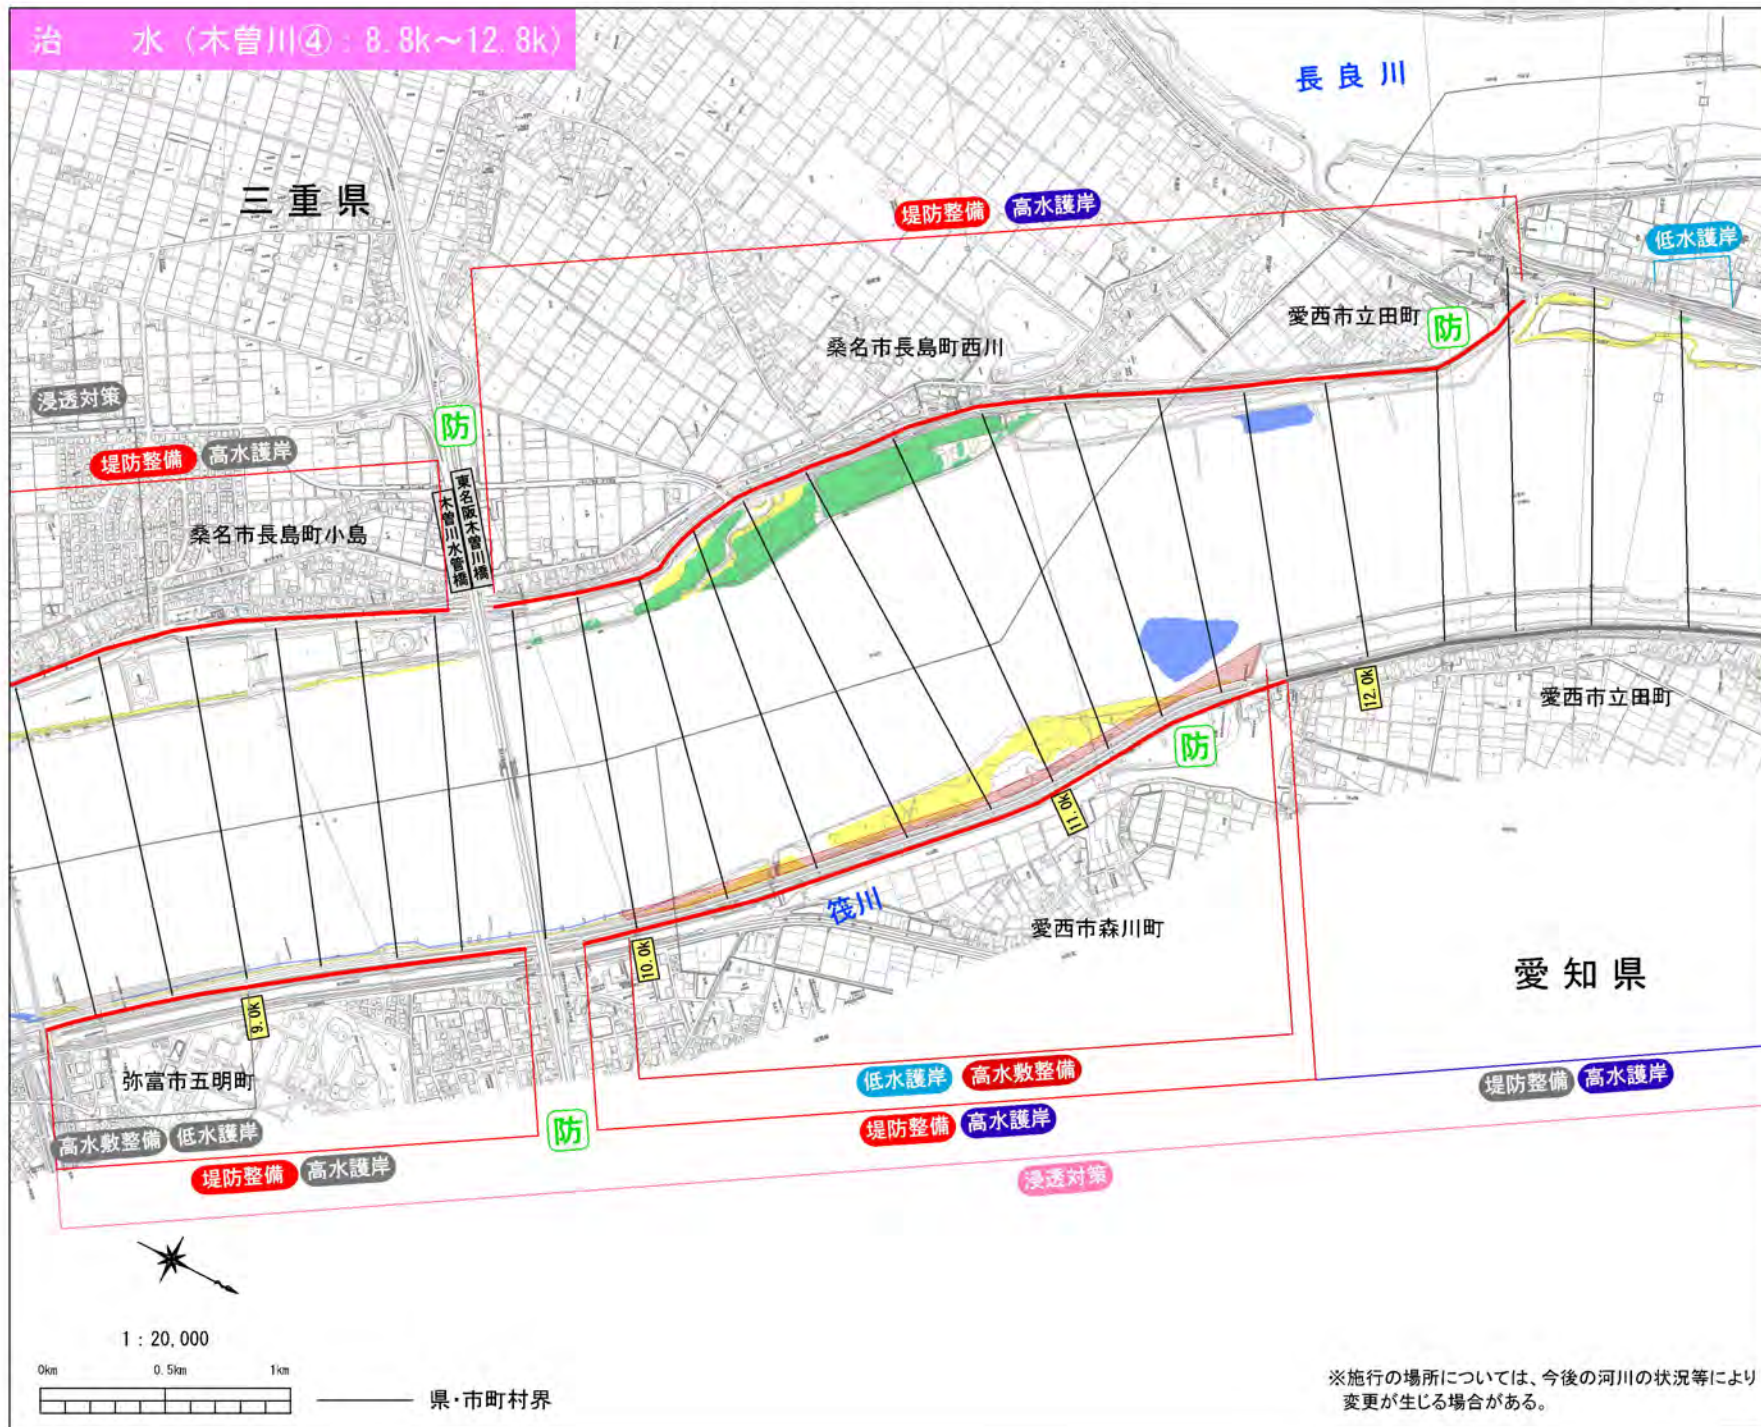 治 水（木曽川④：8.8k～12.8k）
長良川
三重県
堤防整備 高水護岸
低水護岸
愛西市立田町
防
桑名市長島町西川
浸透対策
防
堤防整備 高水護岸
東名阪木曽川橋
木曽川水管橋
桑名市長島町小島
12.0k
愛西市立田町
防
11.0k
筏川
愛西市森川町
10.0k
愛知県
9.0k
弥富市五明町
低水護岸 高水敷整備
堤防整備 高水護岸
防
堤防整備 高水護岸
高水敷整備 低水護岸
堤防整備 高水護岸
浸透対策
1：20,000
0km 0.5km 1km
県・市町村界
※施行の場所については、今後の河川の状況等により
変更が生じる場合がある。